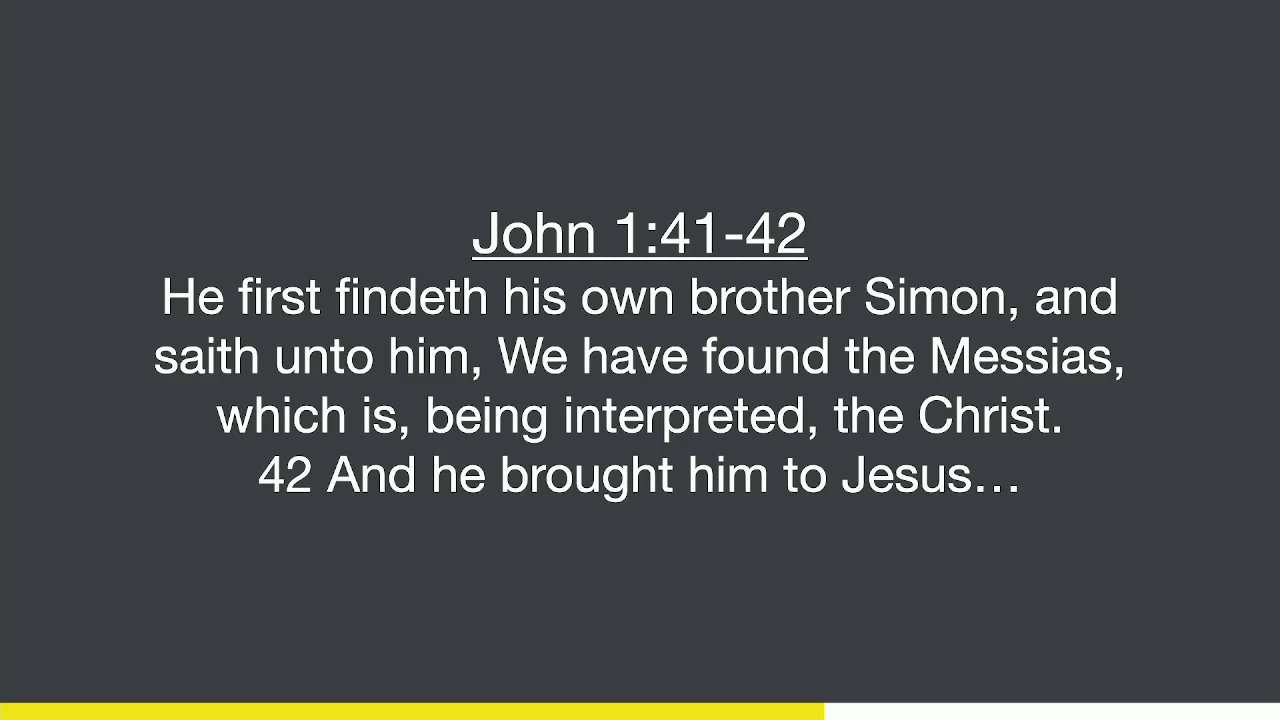 John 1:41-42
He first findeth his own brother Simon, and
saith unto him, We have found the Messias,
which is, being interpreted, the Christ.
42 And he brought him to Jesus…